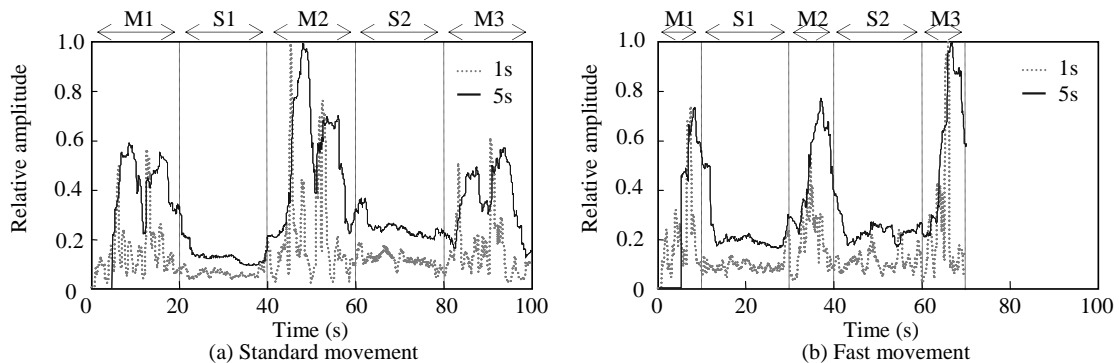 M1 S1 M2 S2 M3
1.0
0.8
0.6
0.4
0.2
0
Relative amplitude
1s
5s
0 20 40 60 80 100
Time (s)
(a) Standard movement
M1 S1 M2 S2 M3
1.0
0.8
0.6
0.4
0.2
0
Relative amplitude
1s
5s
0 20 40 60 80 100
Time (s)
(b) Fast movement